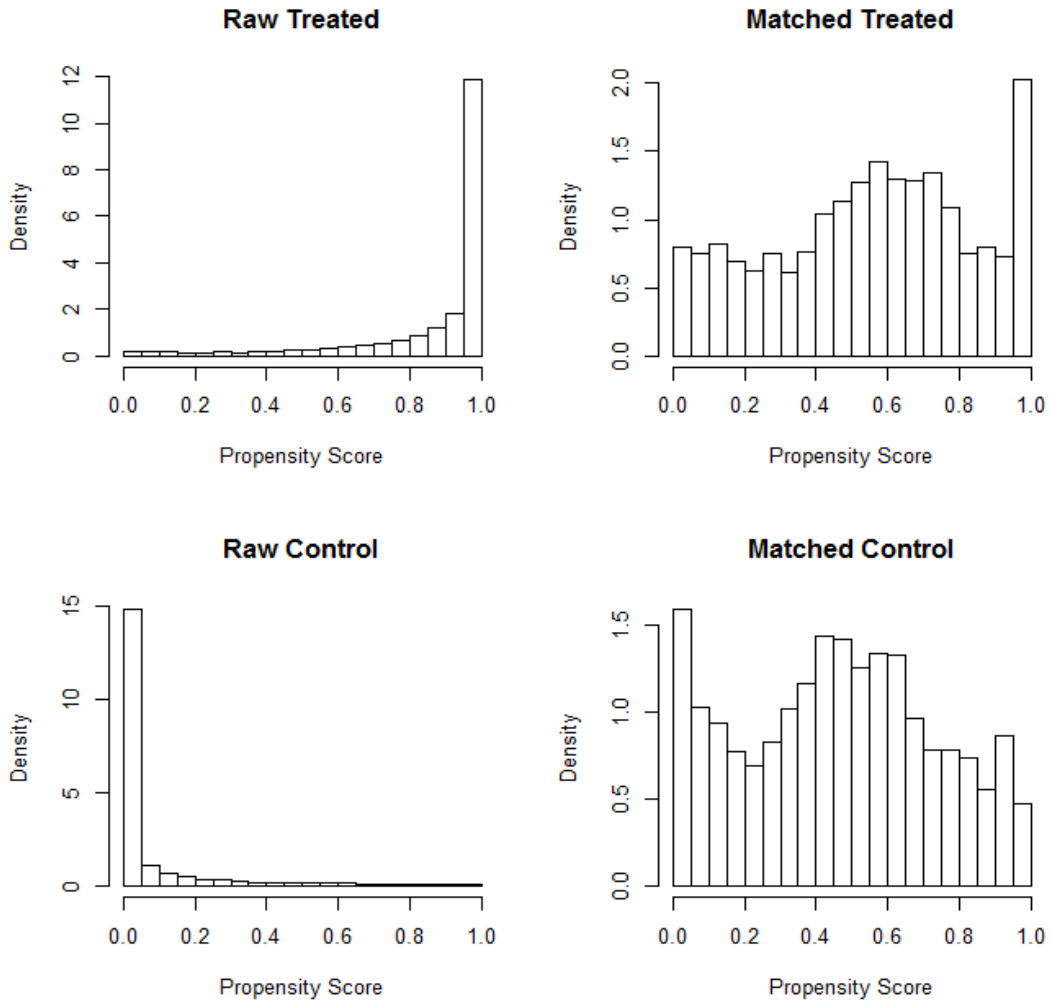 Raw Treated
Density
0 2 4 6 8 10 12
0.0 0.2 0.4 0.6 0.8 1.0
Propensity Score
Matched Treated
Density
0.0 0.5 1.0 1.5 2.0
0.0 0.2 0.4 0.6 0.8 1.0
Propensity Score
Raw Control
Density
0 5 10 15
0.0 0.2 0.4 0.6 0.8 1.0
Propensity Score
Matched Control
Density
0.0 0.5 1.0 1.5
0.0 0.2 0.4 0.6 0.8 1.0
Propensity Score